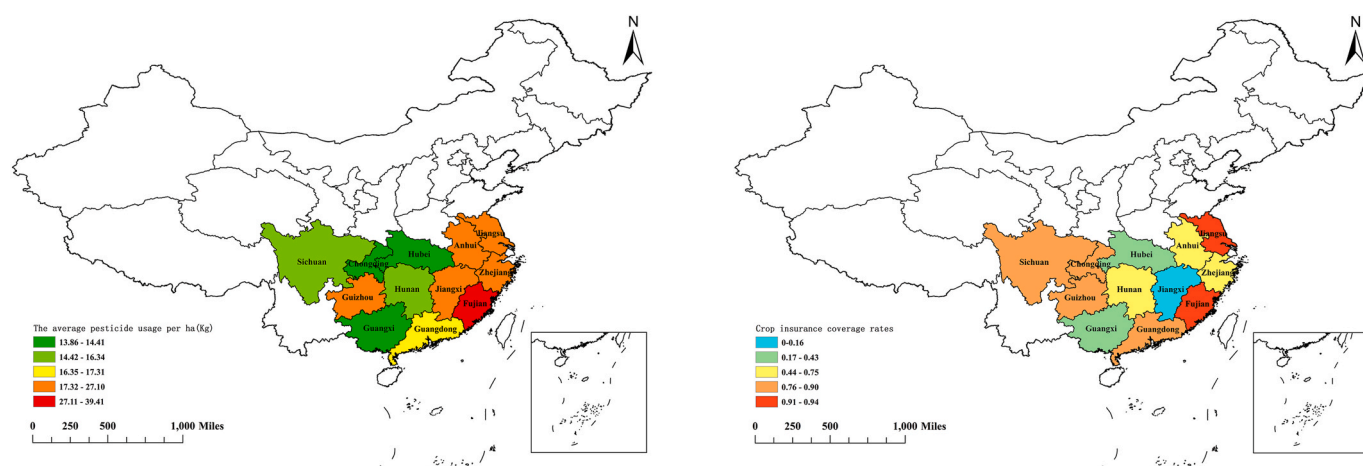 N
Sichuan
Chongqing
Hubei
Anhui
Jiangsu
Zhejiang
Guizhou
Hunan
Jiangxi
Fujian
Guangxi
Guangdong
The average pesticide usage per ha(Kg)
13.86 - 14.41
14.42 - 16.34
16.35 - 17.31
17.32 - 27.10
27.11 - 39.41
0 250 500 1,000 Miles
N
Sichuan
Chongqing
Hubei
Anhui
Jiangsu
Zhejiang
Guizhou
Hunan
Jiangxi
Fujian
Guangxi
Guangdong
Crop insurance coverage rates
0-0.16
0.17 - 0.43
0.44 - 0.75
0.76 - 0.90
0.91 - 0.94
0 250 500 1,000 Miles